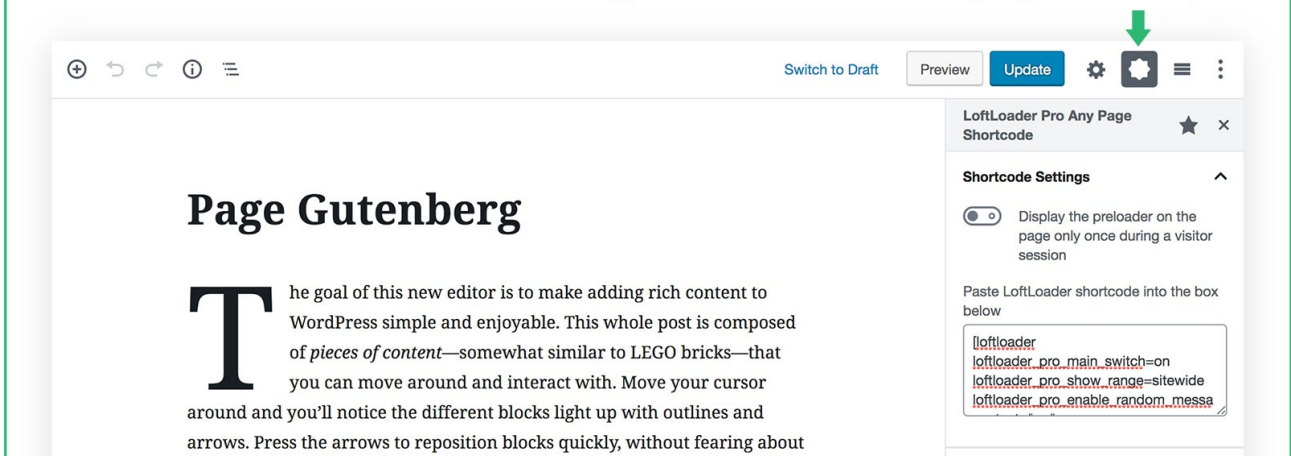 Switch to Draft Preview Update
LoftLoader Pro Any Page
Shortcode
Shortcode Settings
Display the preloader on the
page only once during a visitor
session
Paste LoftLoader shortcode into the box
below
[loftloader
loftloader_pro_main_switch=on
loftloader_pro_show_range=sitewide
loftloader_pro_enable_random_messa
Page Gutenberg
The goal of this new editor is to make adding rich content to
WordPress simple and enjoyable. This whole post is composed
of pieces of content—somewhat similar to LEGO bricks—that
you can move around and interact with. Move your cursor
around and you’ll notice the different blocks light up with outlines and
arrows. Press the arrows to reposition blocks quickly, without fearing about